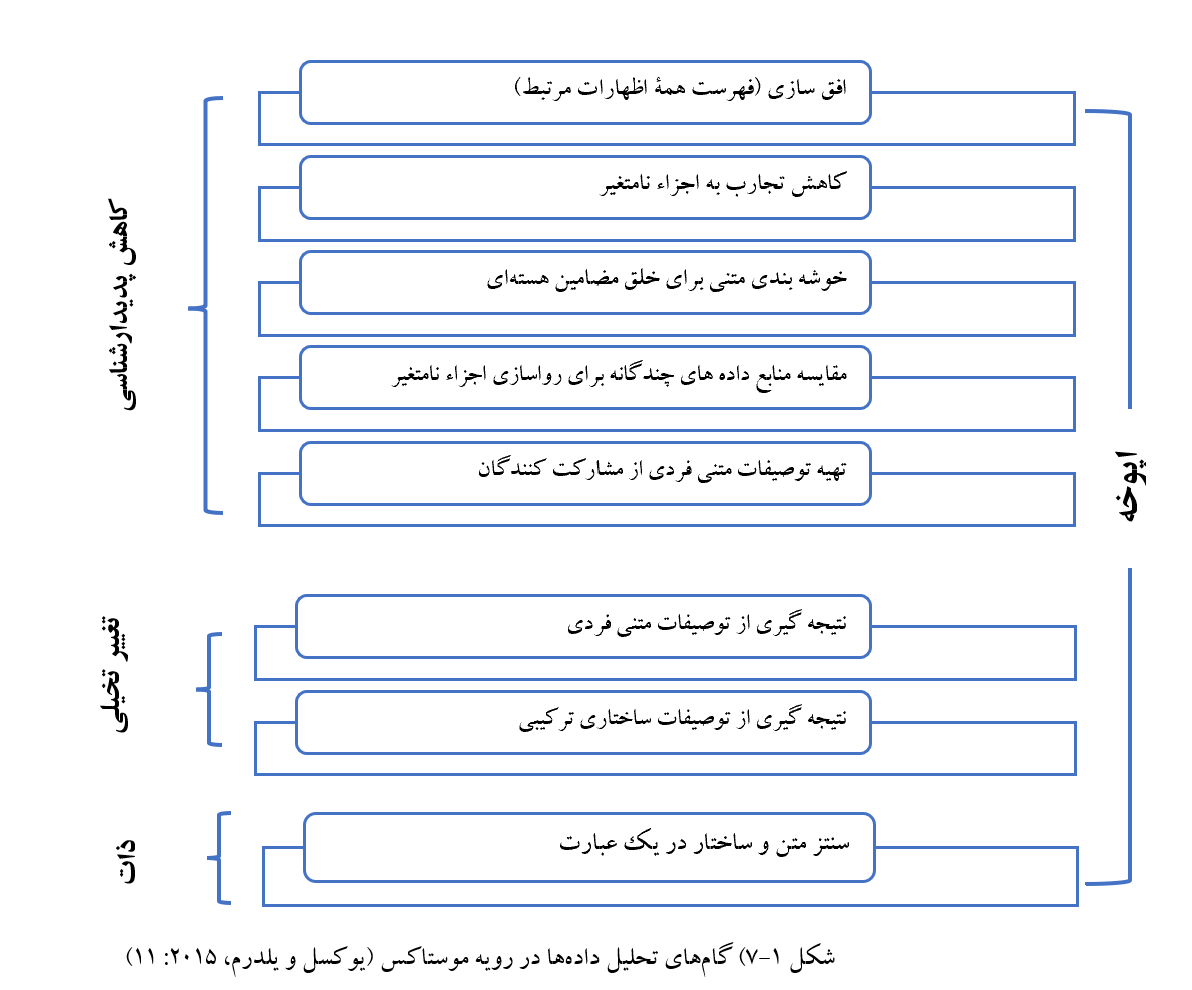 افق سازی (فهرست همۀ اظهارات مرتبط)
کاهش تجارب به اجزاء نامتغیر
خوشه بندی متنی برای خلق مضامین هسته‌ای
مقایسه منابع داده های چندگانه برای رواسازی اجزاء نامتغیر
تهیه توصیفات متنی فردی از مشارکت کنندگان
کاهش پدیدارشناسی
اپوخه
نتیجه گیری از توصیفات متنی فردی
نتیجه گیری از توصیفات ساختاری ترکیبی
تغییر تخیلی
سنتز متن و ساختار در یک عبارت
ذات
شکل ۱-۷) گام‌های تحلیل داده‌ها در رویه موستاکس (یوکسل و یلدرم، ۲۰۱۵: ۱۱)